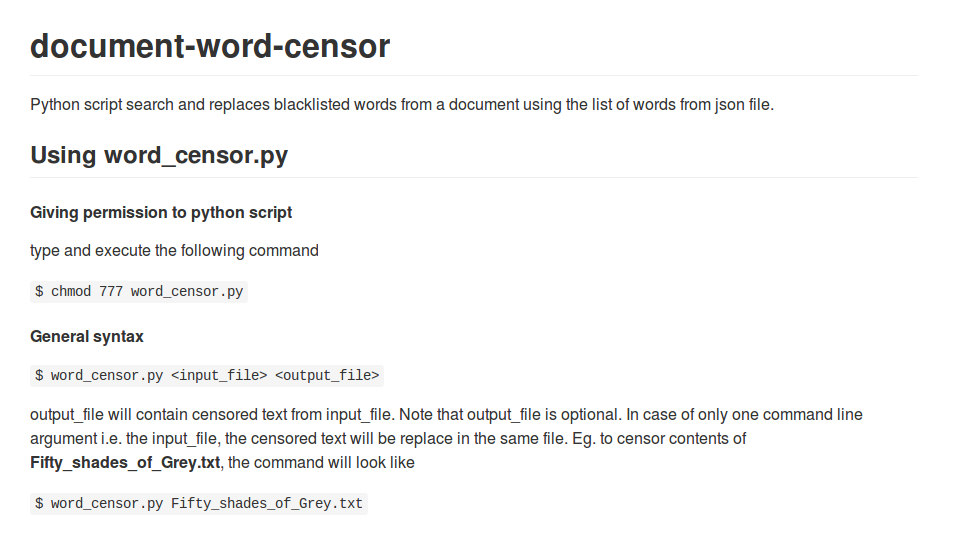 document-word-censor
Python script search and replaces blacklisted words from a document using the list of words from json file.
Using word_censor.py
Giving permission to python script
type and execute the following command
$ chmod 777 word_censor.py
General syntax
$ word_censor.py <input_file> <output_file>
output_file will contain censored text from input_file. Note that output_file is optional. In case of only one command line
argument i.e. the input_file, the censored text will be replace in the same file. Eg. to censor contents of
Fifty_shades_of_Grey.txt, the command will look like
$ word_censor.py Fifty_shades_of_Grey.txt